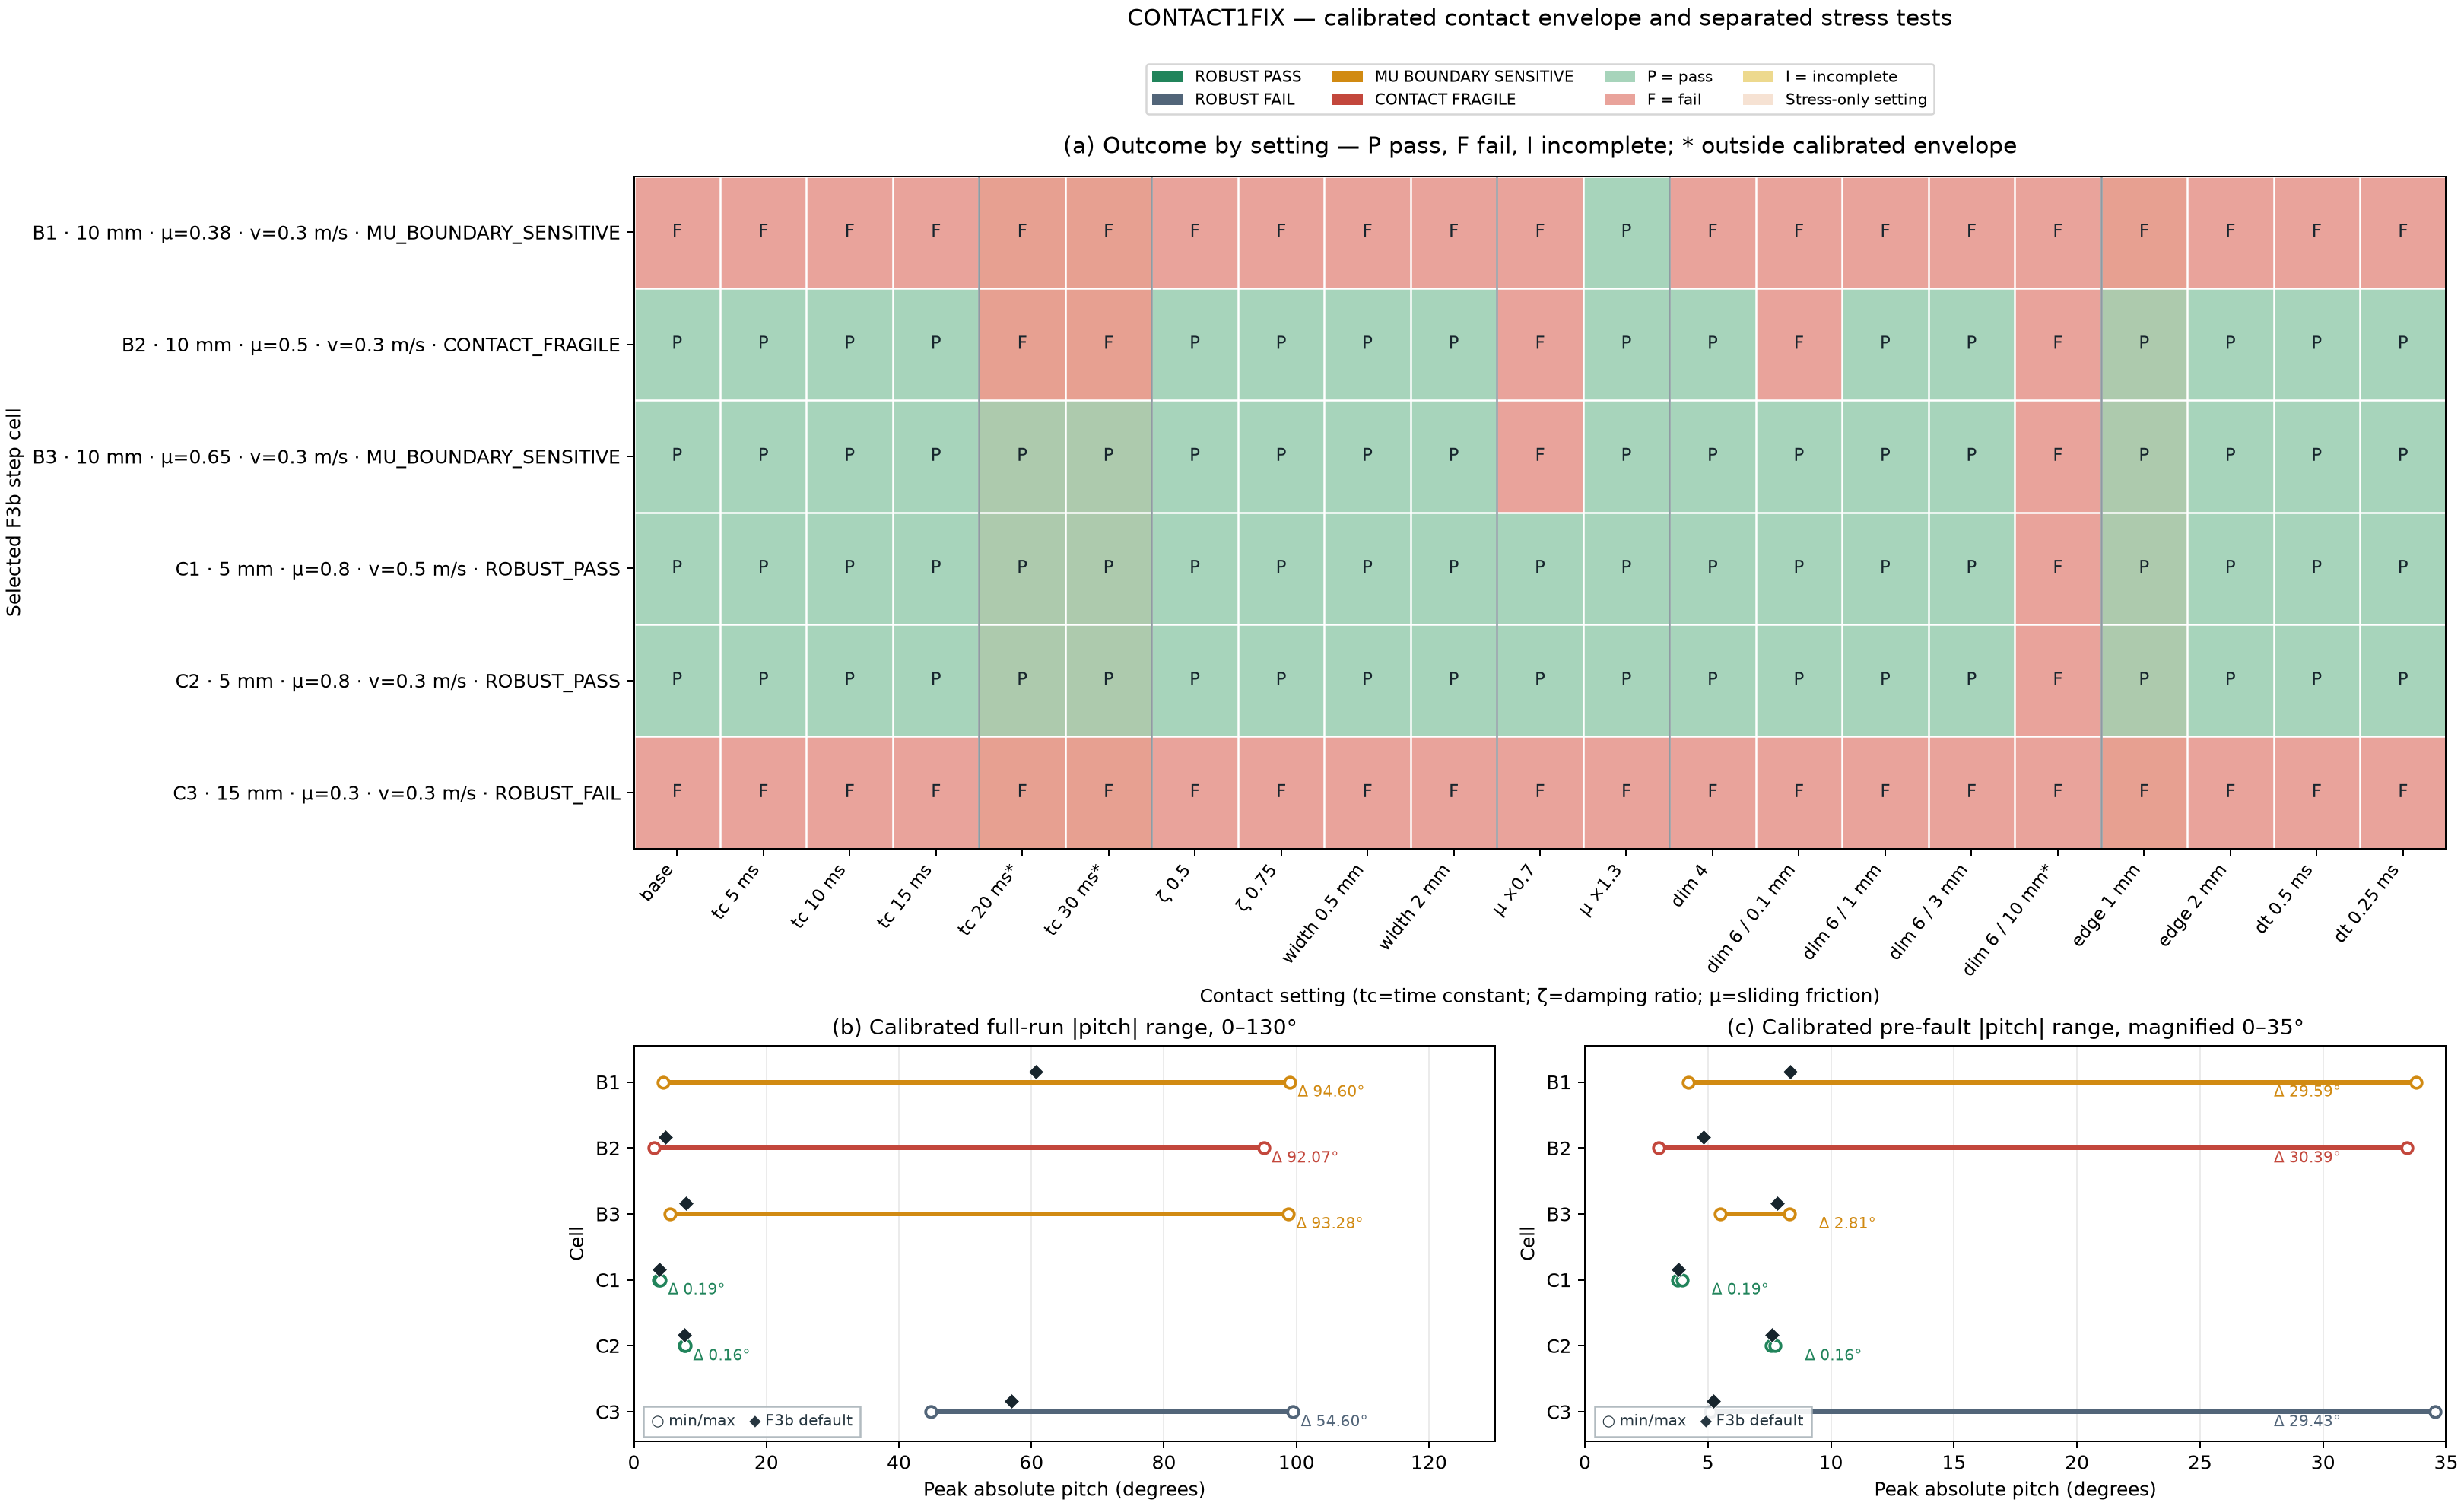 CONTACT1FIX — calibrated contact envelope and separated stress tests
ROBUST PASS
ROBUST FAIL
MU BOUNDARY SENSITIVE
CONTACT FRAGILE
P = pass
F = fail
I = incomplete
Stress-only setting
(a) Outcome by setting — P pass, F fail, I incomplete; * outside calibrated envelope
Selected F3b step cell
B1 · 10 mm · μ=0.38 · v=0.3 m/s · MU_BOUNDARY_SENSITIVE F F F F F F F F F F F P F F F F F F F F F
B2 · 10 mm · μ=0.5 · v=0.3 m/s · CONTACT_FRAGILE P P P P F F P P P P F P P F P P F P P P P
B3 · 10 mm · μ=0.65 · v=0.3 m/s · MU_BOUNDARY_SENSITIVE P P P P P P P P P P F P P P P P F P P P P
C1 · 5 mm · μ=0.8 · v=0.5 m/s · ROBUST_PASS P P P P P P P P P P P P P P P P F P P P P
C2 · 5 mm · μ=0.8 · v=0.3 m/s · ROBUST_PASS P P P P P P P P P P P P P P P P F P P P P
C3 · 15 mm · μ=0.3 · v=0.3 m/s · ROBUST_FAIL F F F F F F F F F F F F F F F F F F F F F
base
tc 5 ms
tc 10 ms
tc 15 ms
tc 20 ms*
tc 30 ms*
ζ 0.5
ζ 0.75
width 0.5 mm
width 2 mm
μ ×0.7
μ ×1.3
dim 4
dim 6 / 0.1 mm
dim 6 / 1 mm
dim 6 / 3 mm
dim 6 / 10 mm*
edge 1 mm
edge 2 mm
dt 0.5 ms
dt 0.25 ms
Contact setting (tc=time constant; ζ=damping ratio; μ=sliding friction)
(b) Calibrated full-run |pitch| range, 0–130°
Cell
B1
Δ 94.60°
B2
Δ 92.07°
B3
Δ 93.28°
C1
Δ 0.19°
C2
Δ 0.16°
C3
Δ 54.60°
○ min/max ◆ F3b default
0 20 40 60 80 100 120
Peak absolute pitch (degrees)
(c) Calibrated pre-fault |pitch| range, magnified 0–35°
Cell
B1
Δ 29.59°
B2
Δ 30.39°
B3
Δ 2.81°
C1
Δ 0.19°
C2
Δ 0.16°
C3
Δ 29.43°
○ min/max ◆ F3b default
0 5 10 15 20 25 30 35
Peak absolute pitch (degrees)